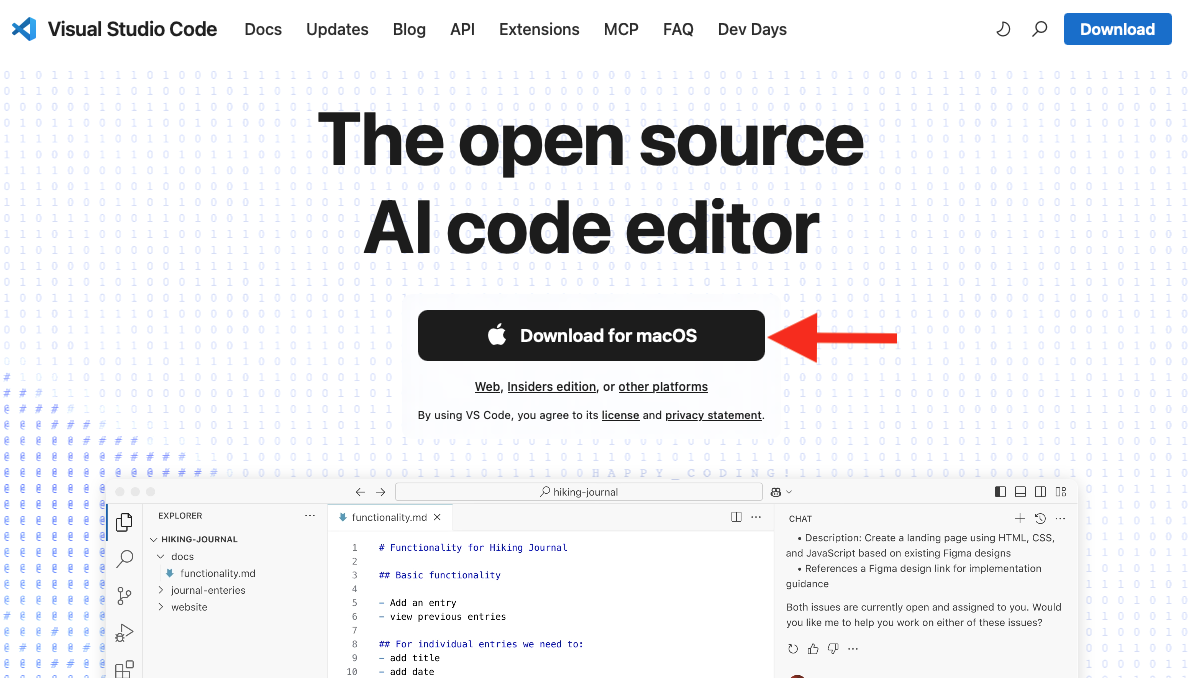 Visual Studio Code Docs Updates Blog API Extensions MCP FAQ Dev Days Download
The open source
AI code editor
Download for macOS
Web, Insiders edition, or other platforms
By using VS Code, you agree to its license and privacy statement.
HAPPY_CODING!
hiking-journal
EXPLORER
HIKING-JOURNAL
docs
functionality.md
journal-enteries
website
functionality.md
1 # Functionality for Hiking Journal
2
3 ## Basic functionality
4
5 - Add an entry
6 - view previous entries
7
8 ## For individual entries we need to:
9 - add title
10 - add date
CHAT
• Description: Create a landing page using HTML, CSS,
and JavaScript based on existing Figma designs
• References a Figma design link for implementation
guidance
Both issues are currently open and assigned to you. Would
you like me to help you work on either of these issues?